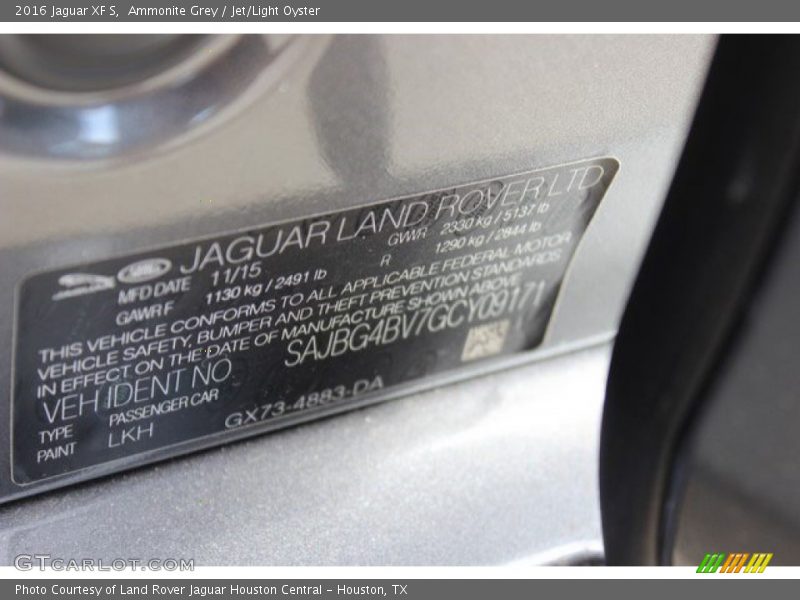 2016 Jaguar XF S,  Ammonite Grey / Jet/Light Oyster
JAGUAR LAND ROVER LTD
MFD DATE 11/15 GWR 2330 kg / 5137 lb
GAWR F 1130 kg / 2491 lb R 1290 kg / 2844 lb
THIS VEHICLE CONFORMS TO ALL APPLICABLE FEDERAL MOTOR
VEHICLE SAFETY, BUMPER AND THEFT PREVENTION STANDARDS
IN EFFECT ON THE DATE OF MANUFACTURE SHOWN ABOVE
VEH IDENT NO SAJBG4BV7GCY09171
TYPE PASSENGER CAR
PAINT LKH GX73-4883-DA
GTCARLOT.COM
Photo Courtesy of Land Rover Jaguar Houston Central – Houston, TX